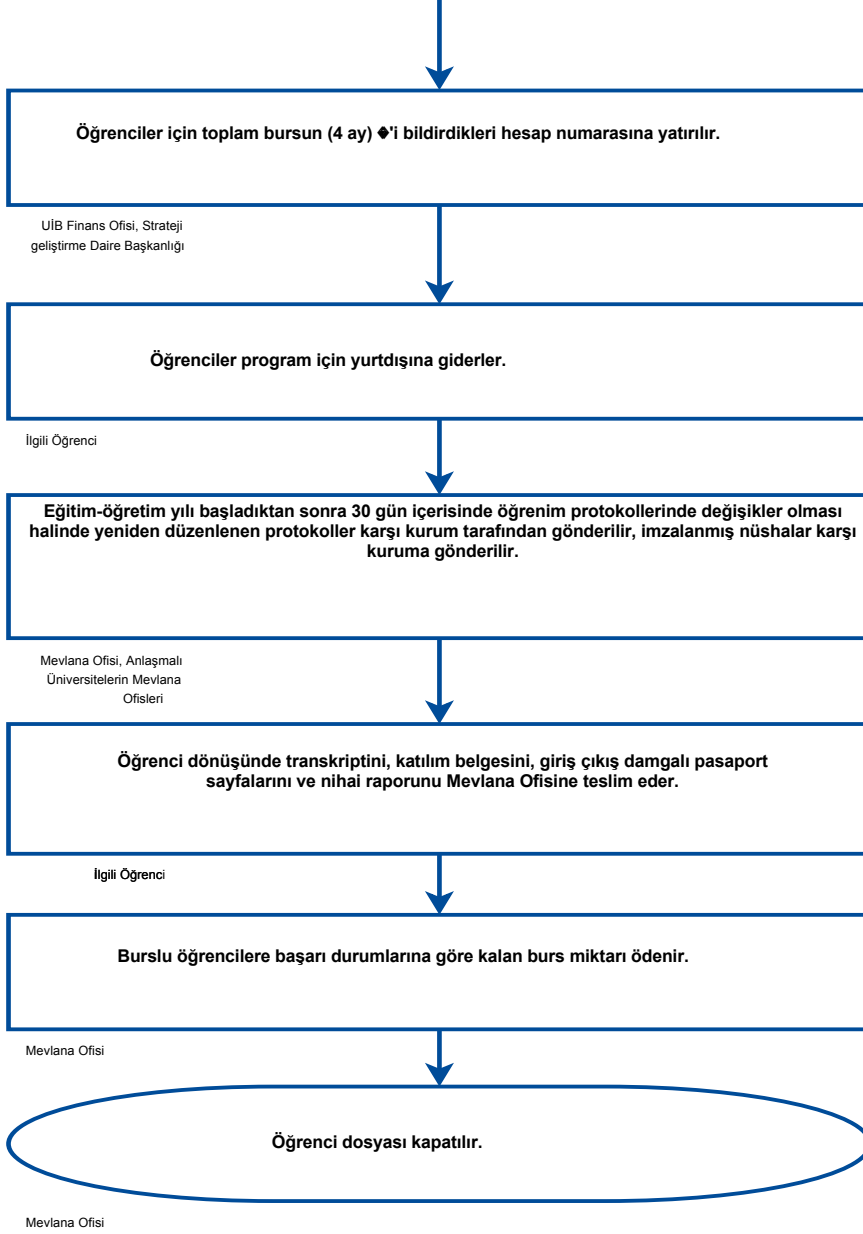 Öğrenciler için toplam bursun (4 ay) �'i bildirdikleri hesap numarasına yatırılır.
UİB Finans Ofisi, Strateji
geliştirme Daire Başkanlığı
Öğrenciler program için yurtdışına giderler.
İlgili Öğrenci
Eğitim-öğretim yılı başladıktan sonra 30 gün içerisinde öğrenim protokollerinde değişikler olması
halinde yeniden düzenlenen protokoller karşı kurum tarafından gönderilir, imzalanmış nüshalar karşı
kuruma gönderilir.
Mevlana Ofisi, Anlaşmalı
Üniversitelerin Mevlana
Ofisleri
Öğrenci dönüşünde transkriptini, katılım belgesini, giriş çıkış damgalı pasaport
sayfalarını ve nihai raporunu Mevlana Ofisine teslim eder.
İlgili Öğrenci
Burslu öğrencilere başarı durumlarına göre kalan burs miktarı ödenir.
Mevlana Ofisi
Öğrenci dosyası kapatılır.
Mevlana Ofisi